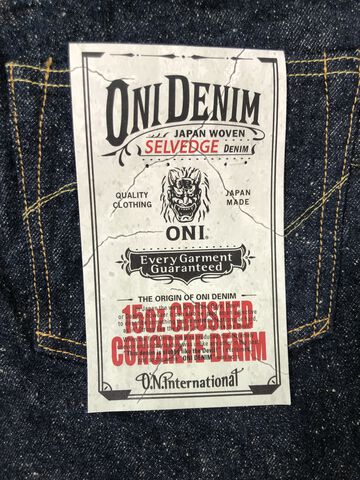 ONI DENIM
JAPAN WOVEN
SELVEDGE DENIM
QUALITY
CLOTHING
JAPAN
MADE
ONI
Every Garment
Guaranteed
THE ORIGIN OF ONI DENIM
15oz CRUSHED
CONCRETE DENIM
O.N.international